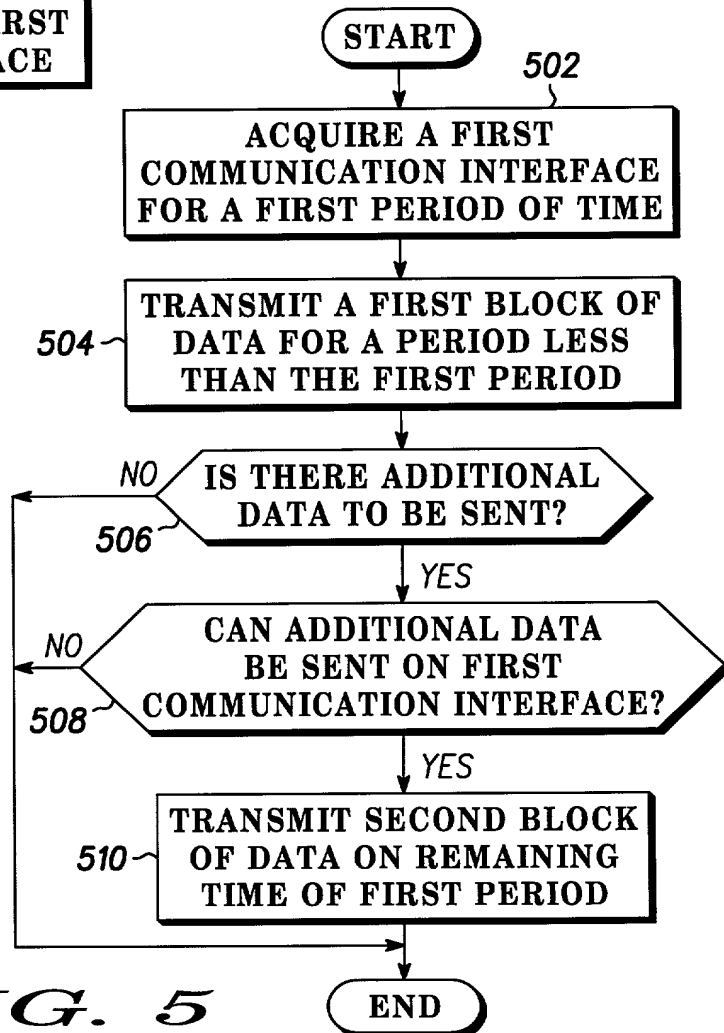 RST
ACE
START
502
ACQUIRE A FIRST
COMMUNICATION INTERFACE
FOR A FIRST PERIOD OF TIME
504
TRANSMIT A FIRST BLOCK OF
DATA FOR A PERIOD LESS
THAN THE FIRST PERIOD
NO
IS THERE ADDITIONAL
DATA TO BE SENT?
506
YES
NO
CAN ADDITIONAL DATA
BE SENT ON FIRST
COMMUNICATION INTERFACE?
508
YES
510
TRANSMIT SECOND BLOCK
OF DATA ON REMAINING
TIME OF FIRST PERIOD
END
G. 5